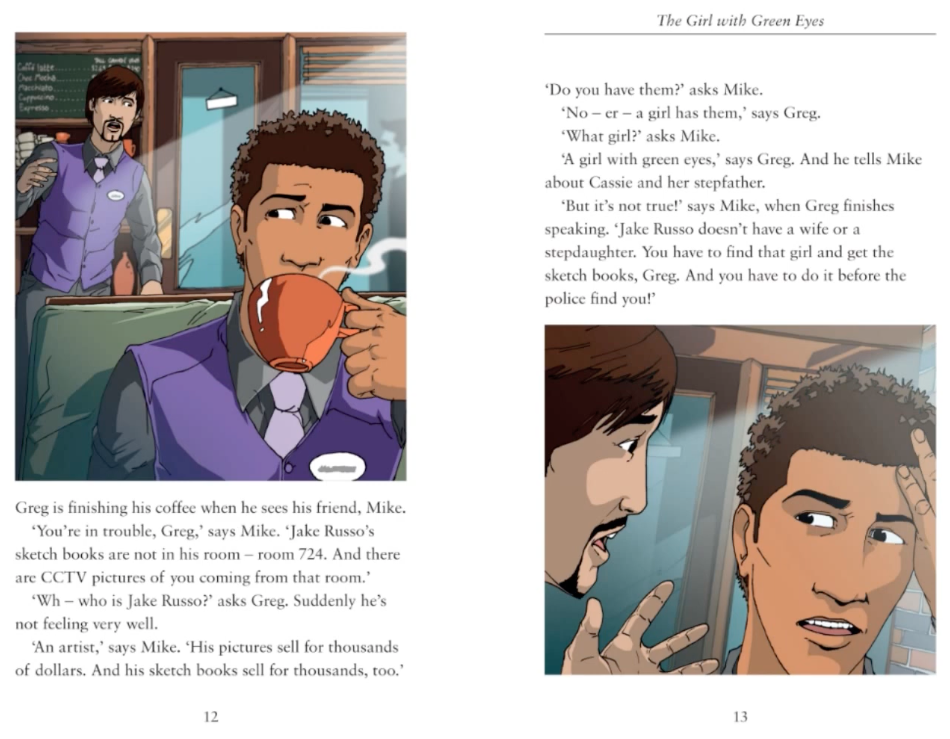 Caffè latte
Choc Mocha
Macchiato
Cappuccino
Espresso
Greg is finishing his coffee when he sees his friend, Mike.
‘You’re in trouble, Greg,’ says Mike. ‘Jake Russo’s
sketch books are not in his room – room 724. And there
are CCTV pictures of you coming from that room.’
‘Wh – who is Jake Russo?’ asks Greg. Suddenly he’s
not feeling very well.
‘An artist,’ says Mike. ‘His pictures sell for thousands
of dollars. And his sketch books sell for thousands, too.’
12
The Girl with Green Eyes
‘Do you have them?’ asks Mike.
‘No – er – a girl has them,’ says Greg.
‘What girl?’ asks Mike.
‘A girl with green eyes,’ says Greg. And he tells Mike
about Cassie and her stepfather.
‘But it’s not true!’ says Mike, when Greg finishes
speaking. ‘Jake Russo doesn’t have a wife or a
stepdaughter. You have to find that girl and get the
sketch books, Greg. And you have to do it before the
police find you!’
13